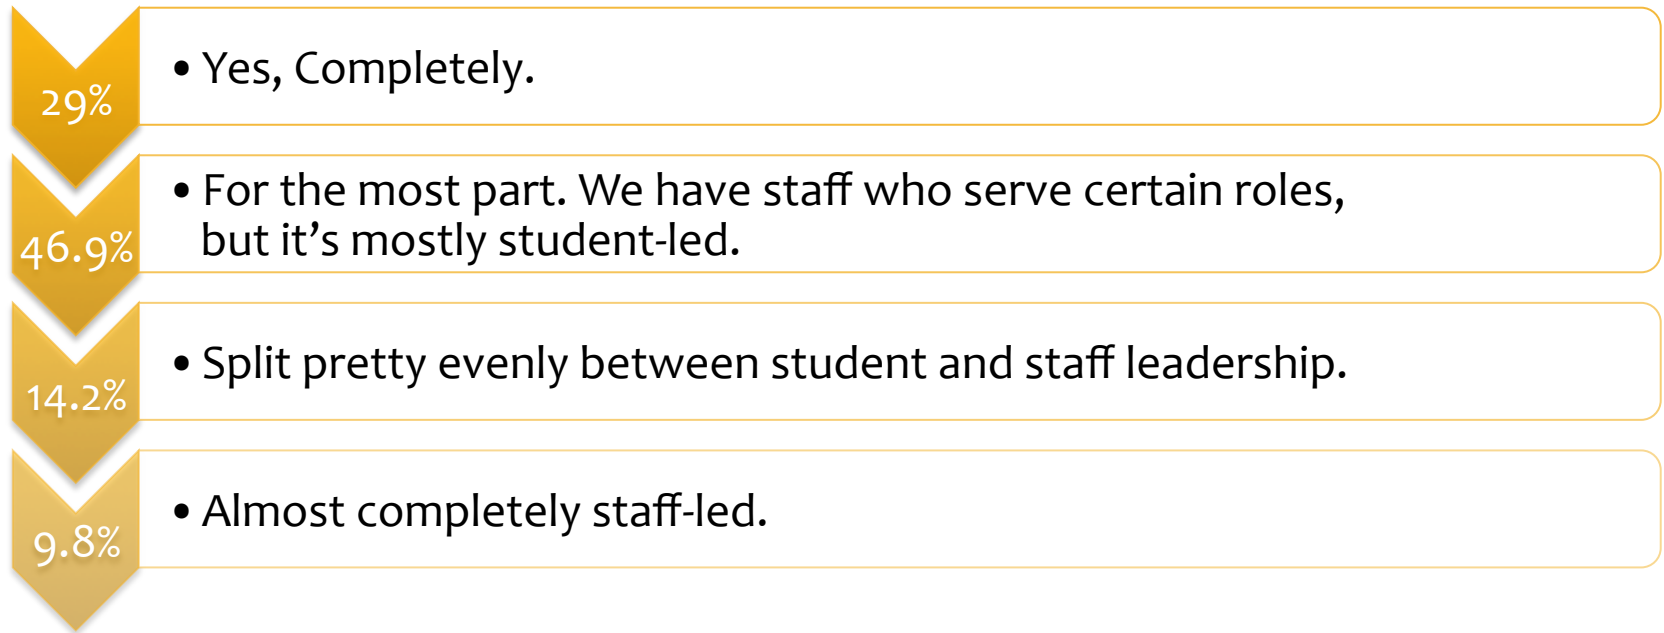 29%
• Yes, Completely.
46.9%
• For the most part. We have staff who serve certain roles,
but it’s mostly student-led.
14.2%
• Split pretty evenly between student and staff leadership.
9.8%
• Almost completely staff-led.